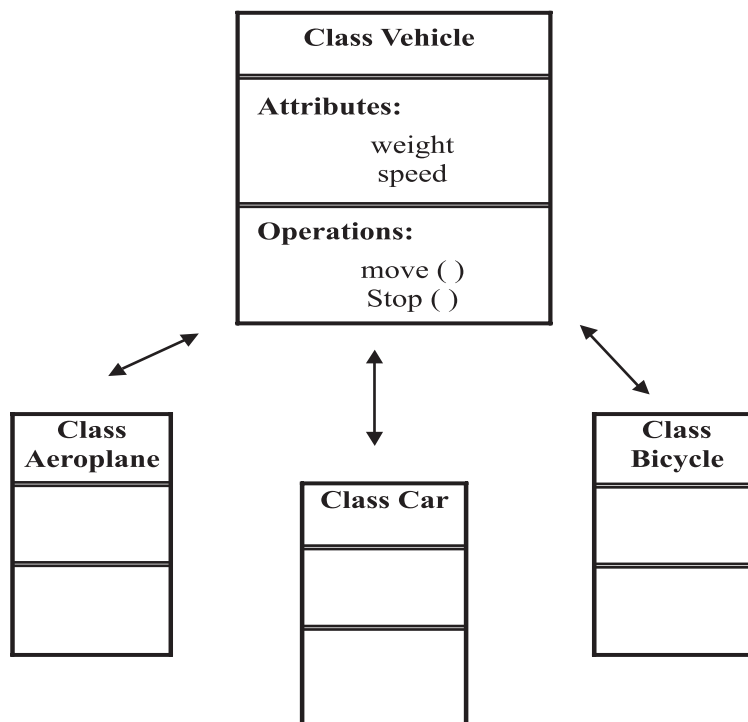 Class Vehicle
Attributes:
weight
speed
Operations:
move ( )
Stop ( )
Class
Aeroplane
Class Car
Class
Bicycle